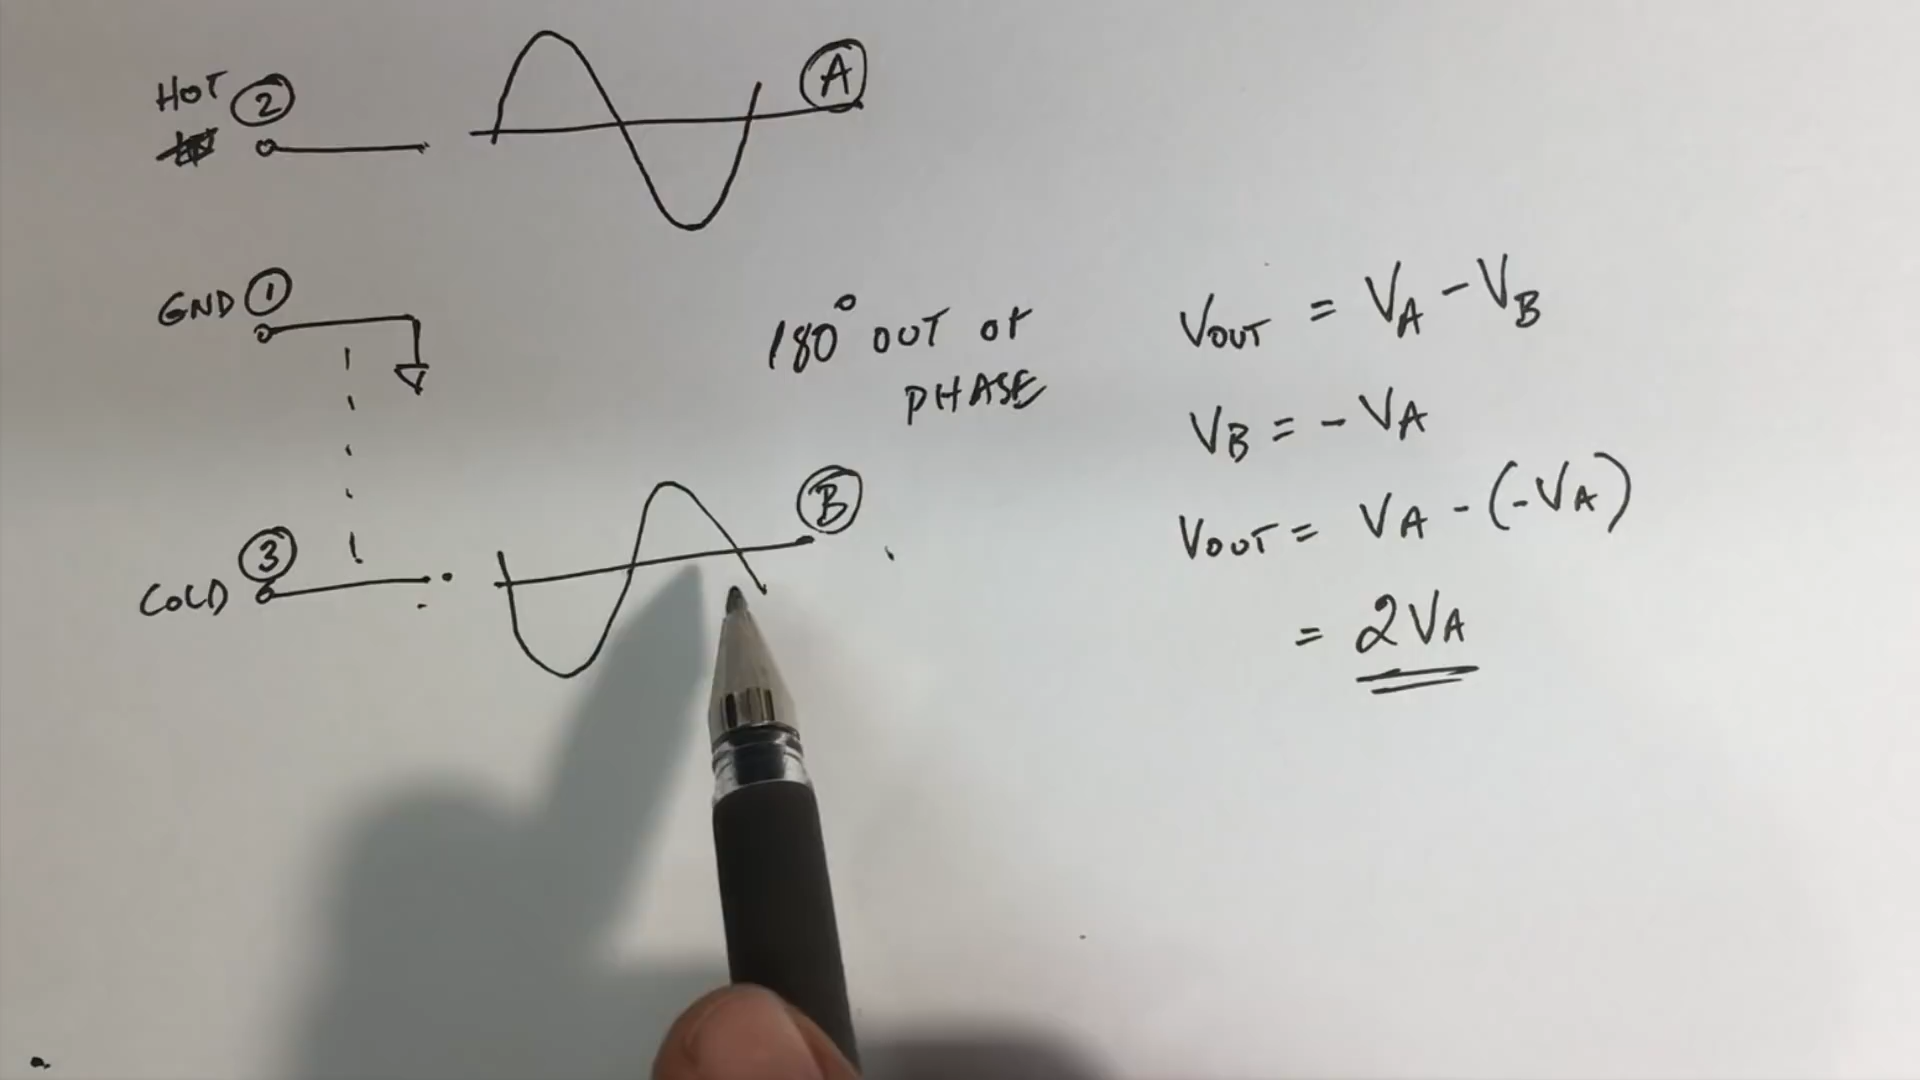 HOT 2
A
GND 1
180° OUT OF
PHASE
COLD 3
B
VOUT = VA - VB
VB = - VA
VOUT = VA - (-VA)
= 2VA